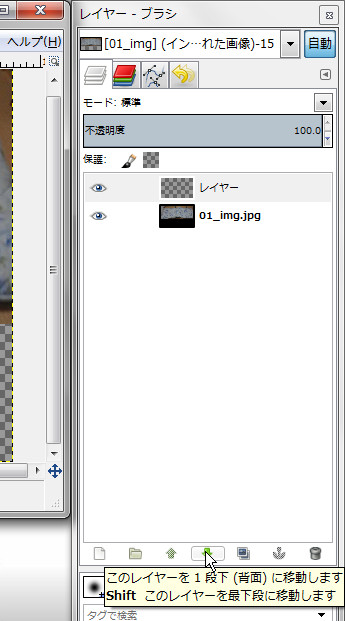 レイヤー - ブラシ
ヘルプ(H)
[01_img] (イン…れた画像)-15
自動
モード: 標準
不透明度 100.0
保護:
レイヤー
01_img.jpg
このレイヤーを 1 段下 (背面) に移動します
Shift このレイヤーを最下段に移動します
タグで検索